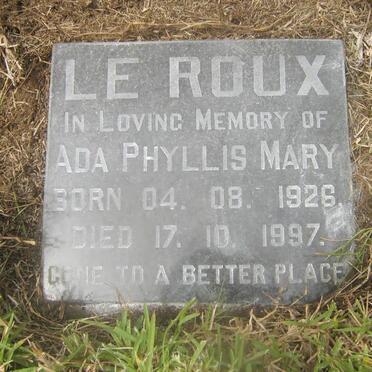 LE ROUX
IN LOVING MEMORY OF
ADA PHYLLIS MARY
BORN 04. 08. 1926.
DIED 17. 10. 1997.
GONE TO A BETTER PLACE